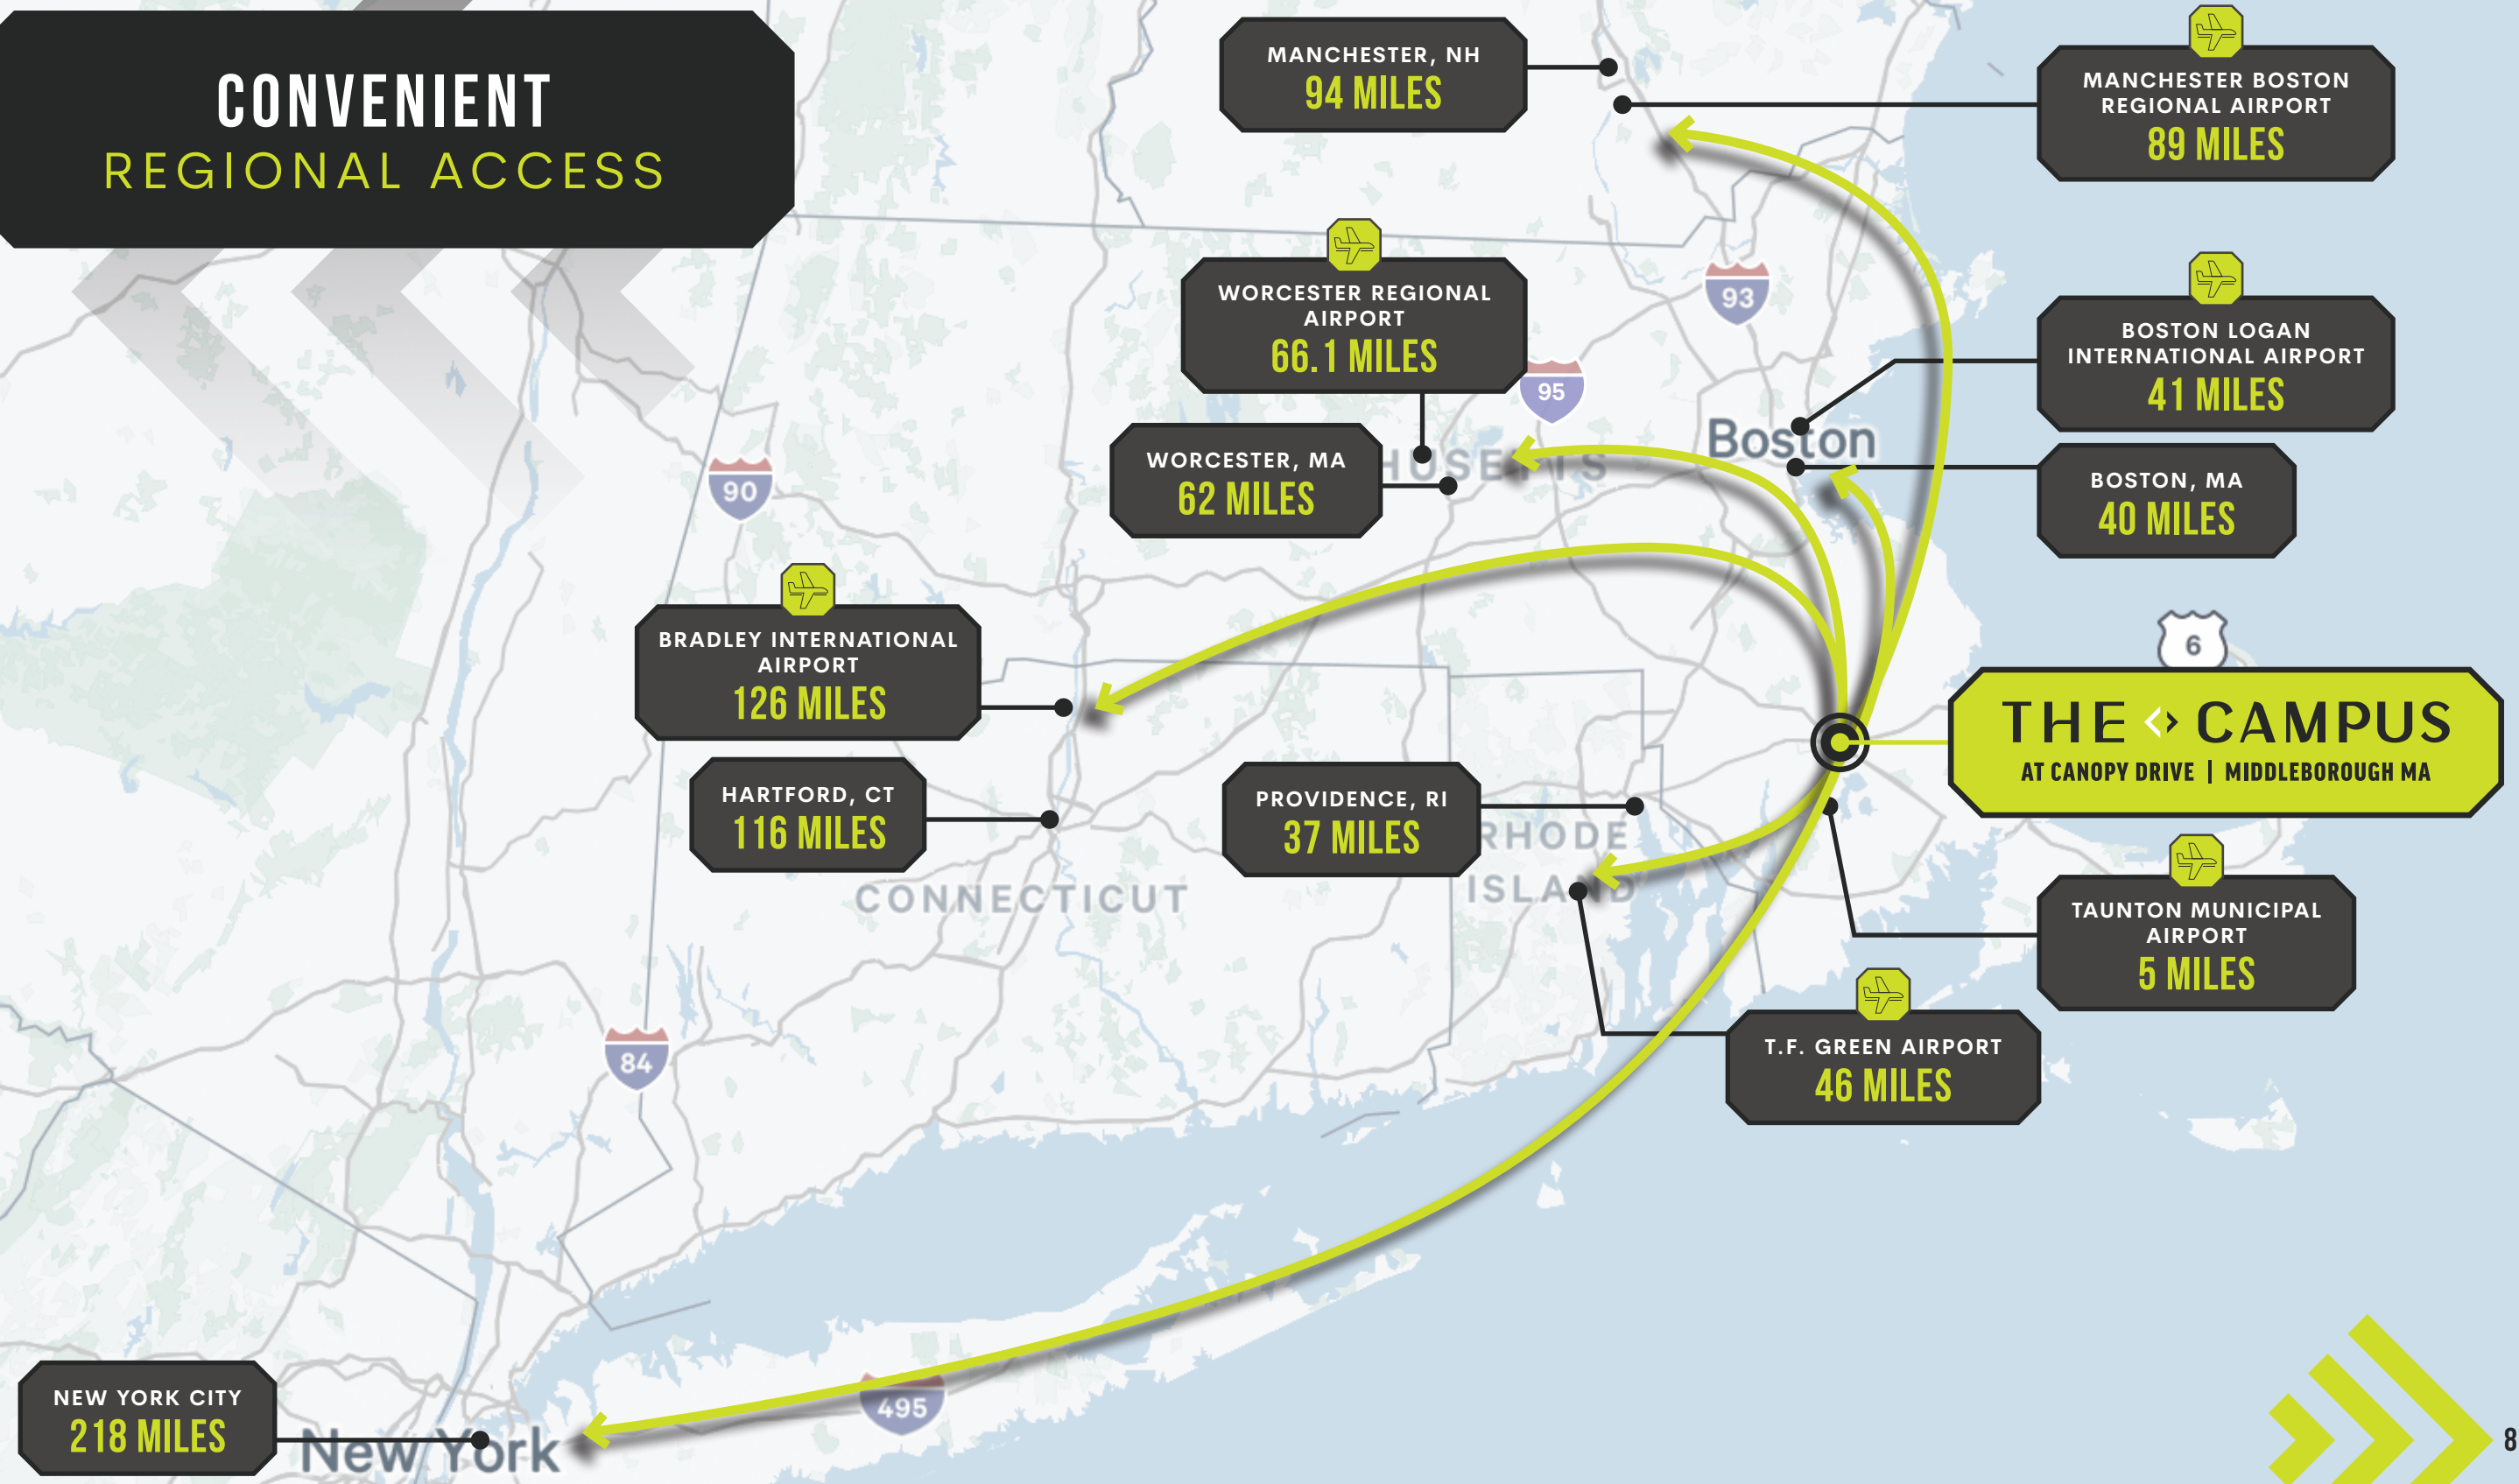 CONVENIENT
REGIONAL ACCESS
MANCHESTER, NH
94 MILES
MANCHESTER BOSTON
REGIONAL AIRPORT
89 MILES
WORCESTER REGIONAL
AIRPORT
66.1 MILES
93
BOSTON LOGAN
INTERNATIONAL AIRPORT
41 MILES
95
Boston
WORCESTER, MA
62 MILES
90
BOSTON, MA
40 MILES
BRADLEY INTERNATIONAL
AIRPORT
126 MILES
6
THE CAMPUS
AT CANOPY DRIVE | MIDDLEBOROUGH MA
HARTFORD, CT
116 MILES
PROVIDENCE, RI
37 MILES
RHODE
ISLAND
CONNECTICUT
TAUNTON MUNICIPAL
AIRPORT
5 MILES
T.F. GREEN AIRPORT
46 MILES
84
495
NEW YORK CITY
218 MILES
New York
8